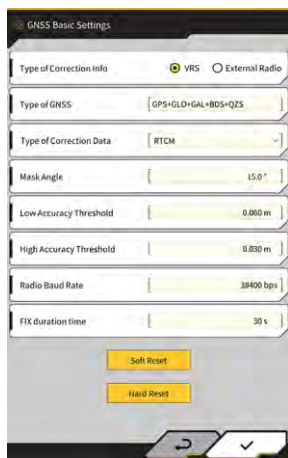 GNSS Basic Settings
Type of Correction Info VRS External Radio
Type of GNSS GPS+GLO+GAL+BDS+QZS
Type of Correction Data RTCM
Mask Angle 15.0 °
Low Accuracy Threshold 0.060 m
High Accuracy Threshold 0.030 m
Radio Baud Rate 38400 bps
FIX duration time 30 s
Soft Reset
Hard Reset